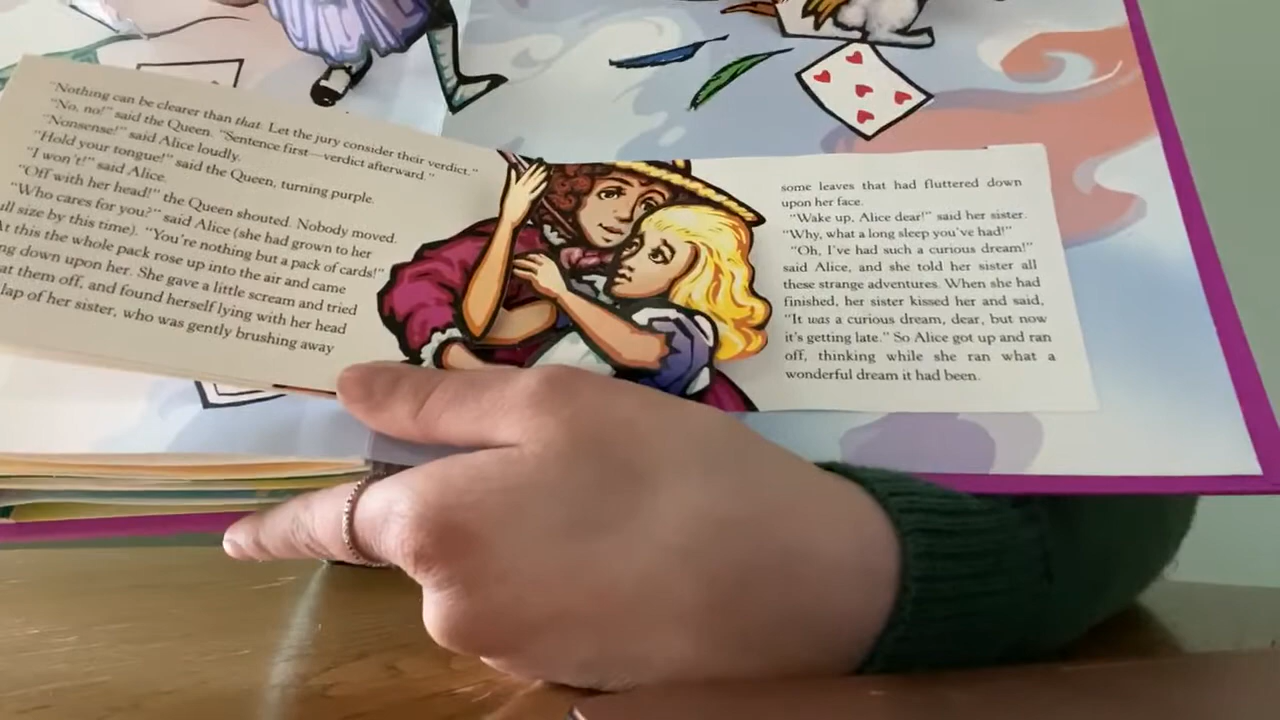 "Nothing can be clearer than that. Let the jury consider their verdict."
"No, no!" said the Queen. "Sentence first—verdict afterward."
"Nonsense!" said Alice loudly.
"Hold your tongue!" said the Queen, turning purple.
"I won't!" said Alice.
"Off with her head!" the Queen shouted. Nobody moved.
"Who cares for you?" said Alice (she had grown to her
ull size by this time). "You're nothing but a pack of cards!"
At this the whole pack rose up into the air and came
ng down upon her. She gave a little scream and tried
at them off, and found herself lying with her head
lap of her sister, who was gently brushing away
some leaves that had fluttered down
upon her face.
"Wake up, Alice dear!" said her sister.
"Why, what a long sleep you've had!"
"Oh, I've had such a curious dream!"
said Alice, and she told her sister all
these strange adventures. When she had
finished, her sister kissed her and said,
"It was a curious dream, dear, but now
it's getting late." So Alice got up and ran
off, thinking while she ran what a
wonderful dream it had been.